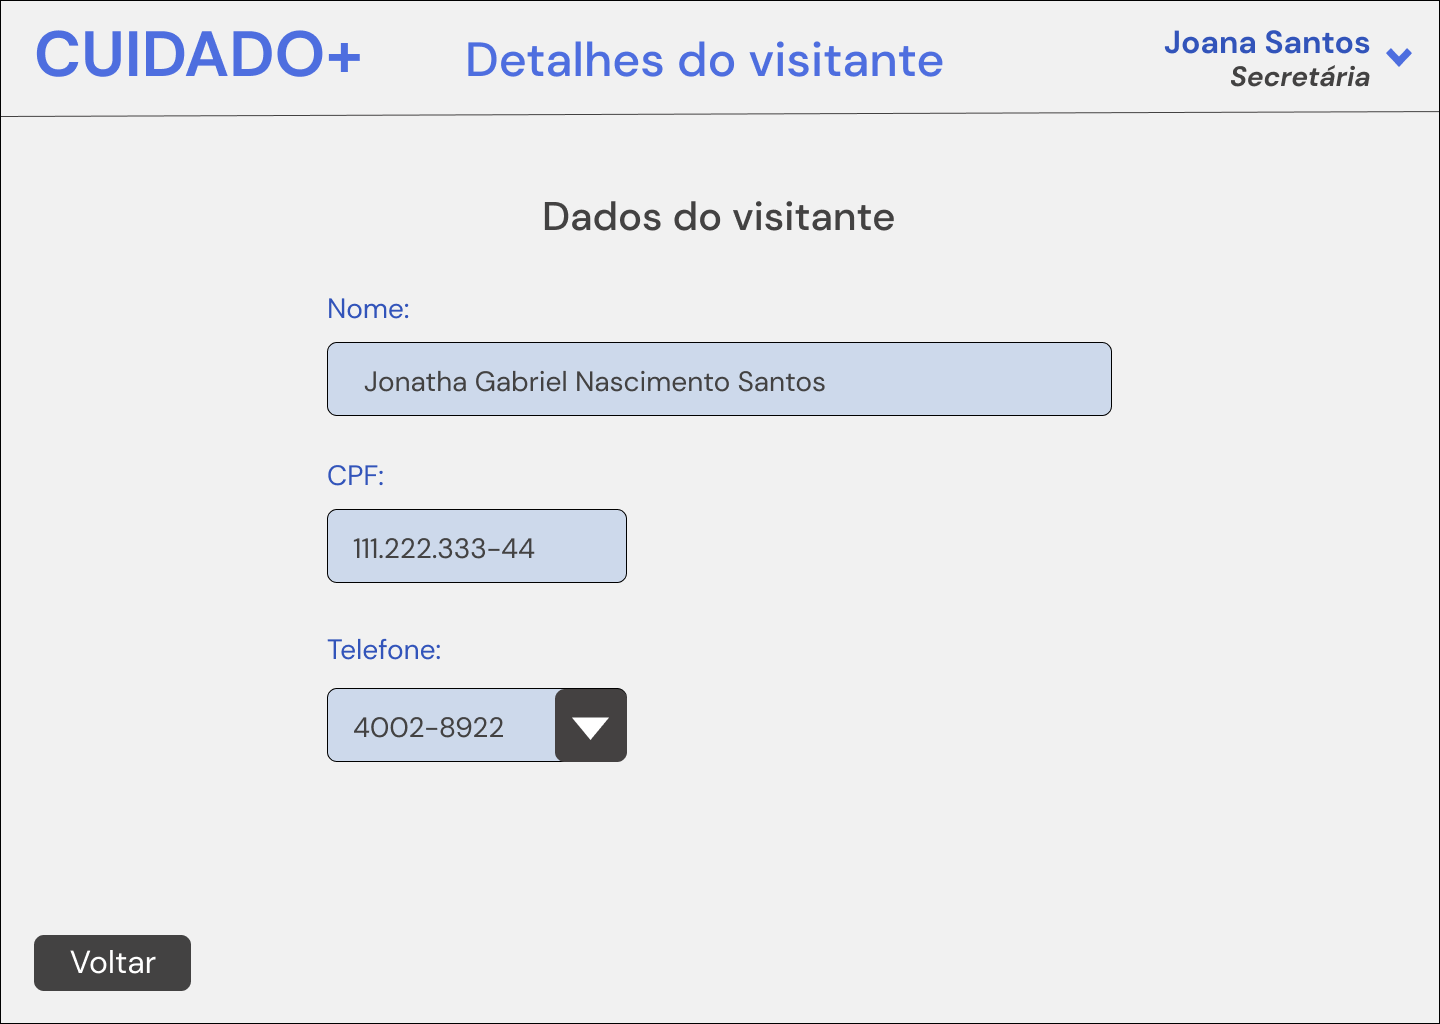 CUIDADO+
Detalhes do visitante
Joana Santos
Secretária
Dados do visitante
Nome:
Jonatha Gabriel Nascimento Santos
CPF:
111.222.333-44
Telefone:
4002-8922
Voltar